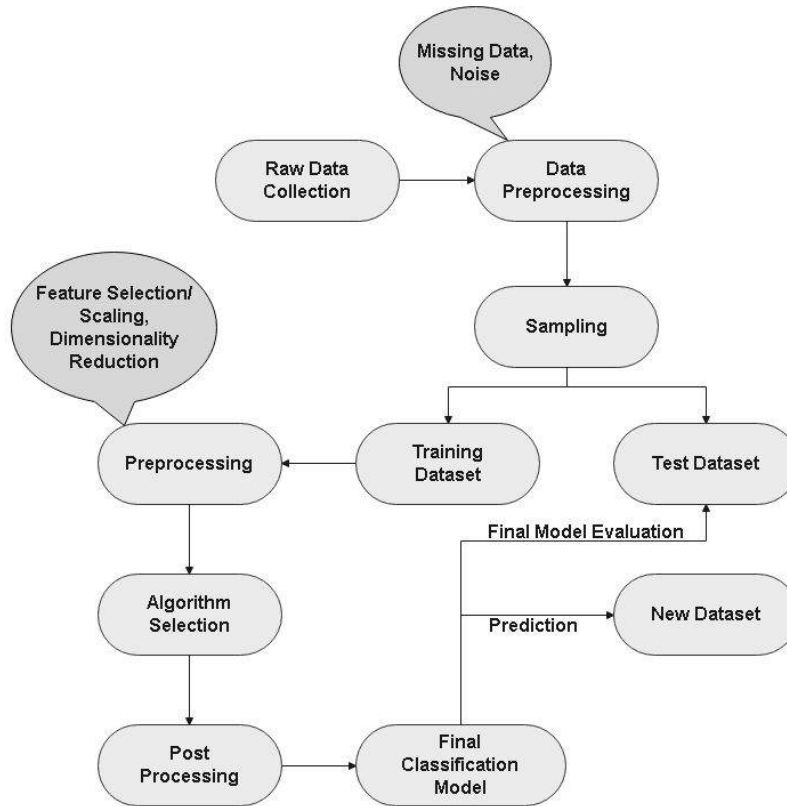 Missing Data,
Noise
Raw Data
Collection
Data
Preprocessing
Feature Selection/
Scaling,
Dimensionality
Reduction
Sampling
Preprocessing
Training
Dataset
Test Dataset
Final Model Evaluation
Algorithm
Selection
Prediction
New Dataset
Post
Processing
Final
Classification
Model